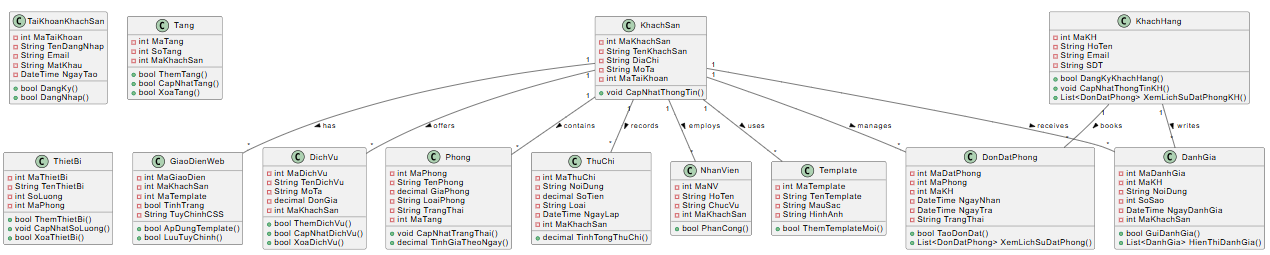 C TaiKhoanKhachSan
int MaTaiKhoan
String TenDangNhap
String Email
String MatKhau
DateTime NgayTao
bool DangKy()
bool DangNhap()
C Tang
int MaTang
int SoTang
int MaKhachSan
bool ThemTang()
bool CapNhatTang()
bool XoaTang()
C KhachSan
int MaKhachSan
String TenKhachSan
String DiaChi
String MoTa
int MaTaiKhoan
void CapNhatThongTin()
C KhachHang
int MaKH
String HoTen
String Email
String SDT
bool DangKyKhachHang()
void CapNhatThongTinKH()
List<DonDatPhong> XemLichSuDatPhongKH()
1
1
1
1
1
1
1
1
1
1
has
offers
contains
records
employs
uses
manages
receives
books
writes
*
*
*
*
*
*
*
*
*
*
C ThietBi
int MaThietBi
String TenThietBi
int SoLuong
int MaPhong
bool ThemThietBi()
void CapNhatSoLuong()
bool XoaThietBi()
C GiaoDienWeb
int MaGiaoDien
int MaKhachSan
int MaTemplate
bool TinhTrang
String TuyChinhCSS
bool ApDungTemplate()
bool LuuTuyChinh()
C DichVu
int MaDichVu
String TenDichVu
String MoTa
decimal DonGia
int MaKhachSan
bool ThemDichVu()
bool CapNhatDichVu()
bool XoaDichVu()
C Phong
int MaPhong
String TenPhong
decimal GiaPhong
String LoaiPhong
String TrangThai
int MaTang
void CapNhatTrangThai()
decimal TinhGiaTheoNgay()
C ThuChi
int MaThuChi
String NoiDung
decimal SoTien
String Loai
DateTime NgayLap
int MaKhachSan
decimal TinhTongThuChi()
C NhanVien
int MaNV
String HoTen
String ChucVu
int MaKhachSan
bool PhanCong()
C Template
int MaTemplate
String TenTemplate
String MauSac
String HinhAnh
bool ThemTemplateMoi()
C DonDatPhong
int MaDatPhong
int MaPhong
int MaKH
DateTime NgayNhan
DateTime NgayTra
String TrangThai
bool TaoDonDat()
List<DonDatPhong> XemLichSuDatPhong()
C DanhGia
int MaDanhGia
int MaKH
String NoiDung
int SoSao
DateTime NgayDanhGia
int MaKhachSan
bool GuiDanhGia()
List<DanhGia> HienThiDanhGia()